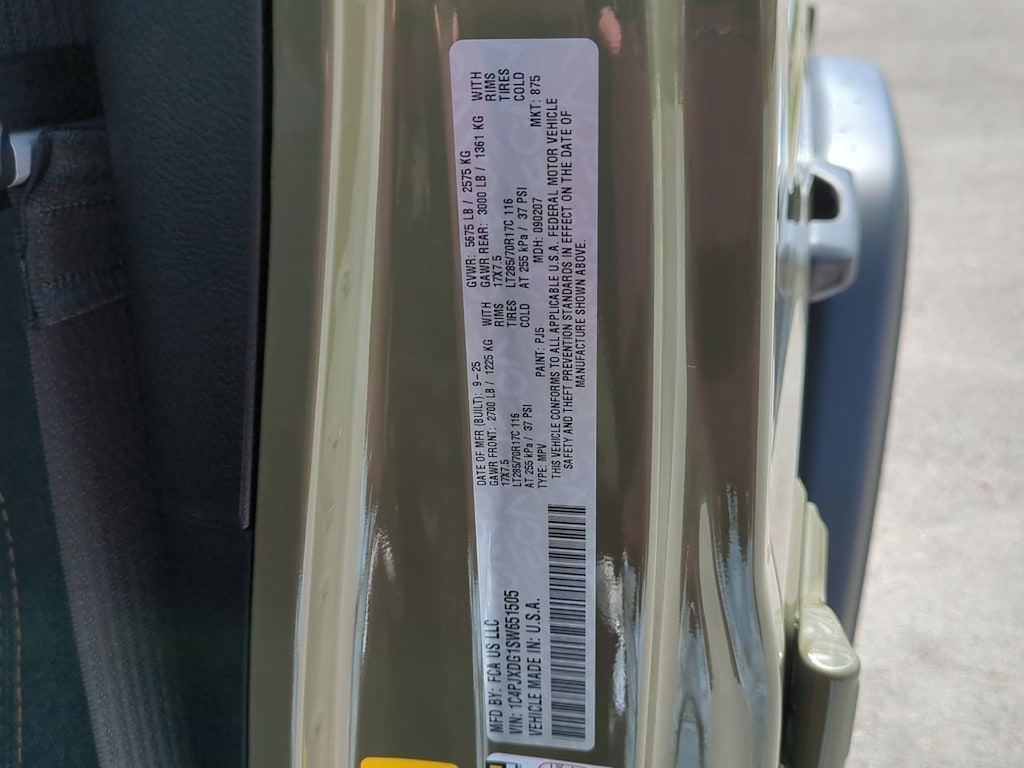 MFD BY: FCA US LLC
VIN: 1C4PJXDG1SW651505
VEHICLE MADE IN: U.S.A.
DATE OF MFR (BUILT): 9-25
GVWR: 5675 LB / 2575 KG
GAWR FRONT: 2700 LB / 1225 KG WITH
GAWR REAR: 3000 LB / 1361 KG WITH
17X7.5 RIMS
17X7.5 RIMS
LT285/70R17C 116 TIRES
LT285/70R17C 116 TIRES
AT 255 kPa / 37 PSI COLD
AT 255 kPa / 37 PSI COLD
TYPE: MPV PAINT: PJ5 MDH: 090207 MKT: 875
THIS VEHICLE CONFORMS TO ALL APPLICABLE U.S.A. FEDERAL MOTOR VEHICLE
SAFETY AND THEFT PREVENTION STANDARDS IN EFFECT ON THE DATE OF
MANUFACTURE SHOWN ABOVE.